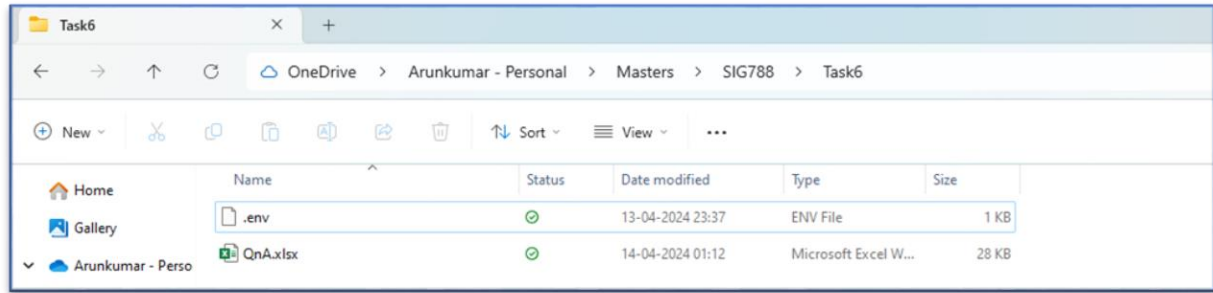 Task6
OneDrive > Arunkumar - Personal > Masters > SIG788 > Task6
New Sort View ...
Home
Gallery
Arunkumar - Perso
Name Status Date modified Type Size
.env 13-04-2024 23:37 ENV File 1 KB
QnA.xlsx 14-04-2024 01:12 Microsoft Excel W... 28 KB